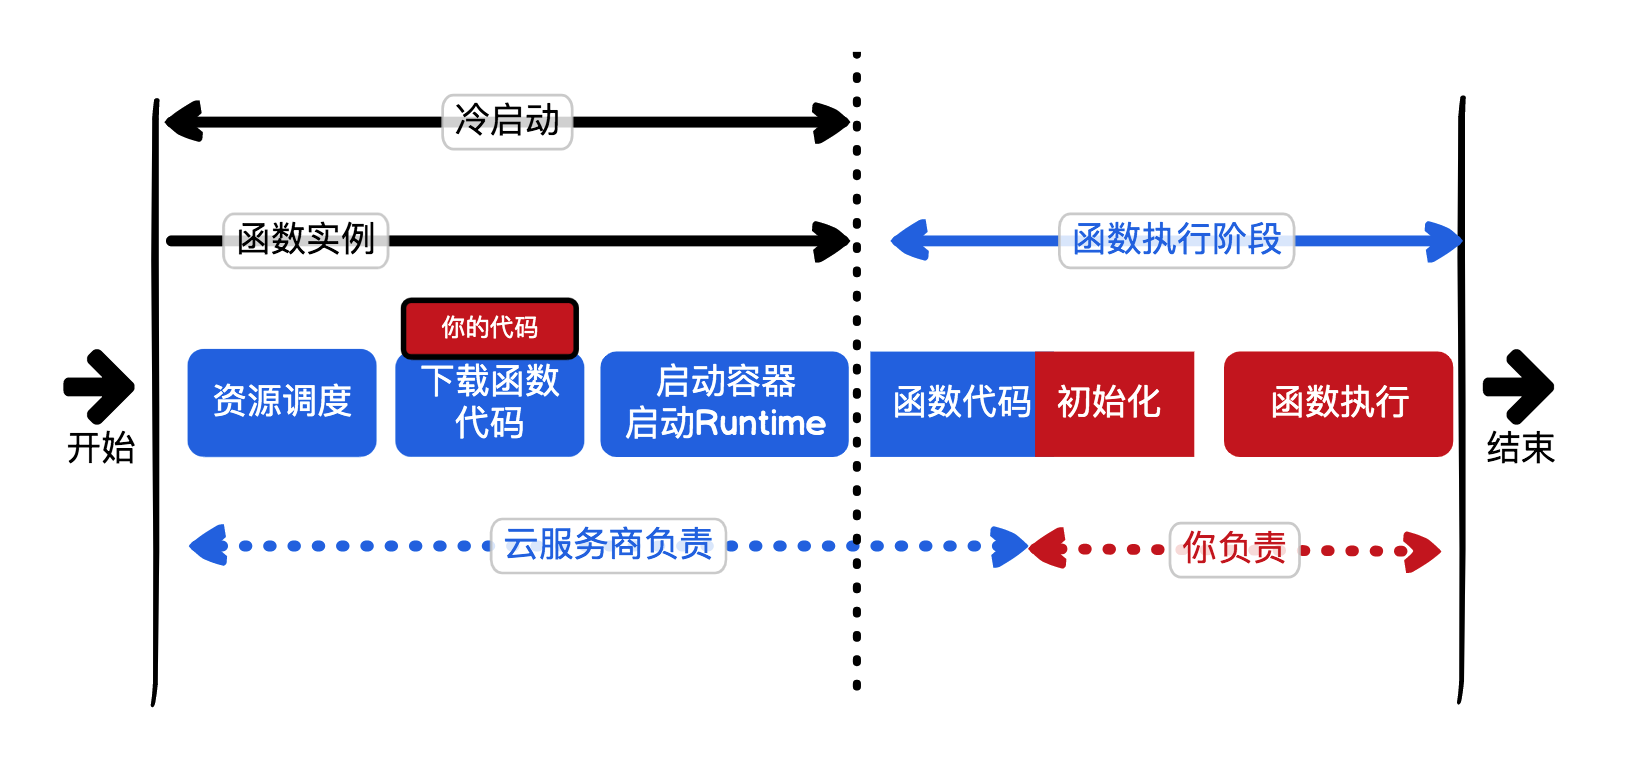 冷启动
函数实例
函数执行阶段
你的代码
资源调度
下载函数
代码
启动容器
启动Runtime
函数代码
初始化
函数执行
开始
结束
云服务商负责
你负责